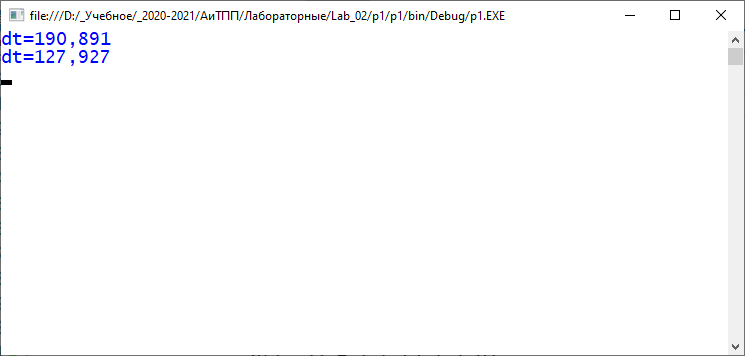 file:///D:/_Учебное/_2020-2021/АиТПП/Лабораторные/Lab_02/p1/p1/bin/Debug/p1.EXE
dt=190,891
dt=127,927